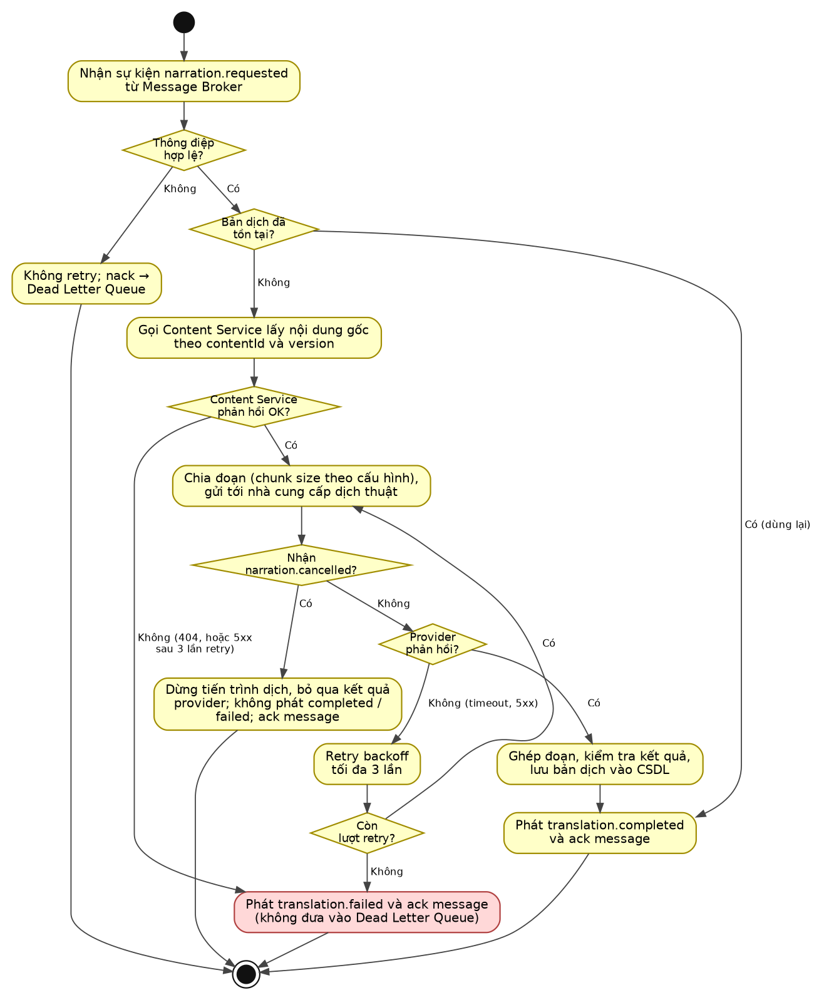 Nhận sự kiện narration.requested
từ Message Broker
Thông điệp
hợp lệ?
Không
Có
Bản dịch đã
tồn tại?
Không retry; nack →
Dead Letter Queue
Không
Gọi Content Service lấy nội dung gốc
theo contentId và version
Content Service
phản hồi OK?
Có
Chia đoạn (chunk size theo cấu hình),
gửi tới nhà cung cấp dịch thuật
Có (dùng lại)
Nhận
narration.cancelled?
Có
Không
Không (404, hoặc 5xx
sau 3 lần retry)
Provider
phản hồi?
Có
Dừng tiến trình dịch, bỏ qua kết quả
provider; không phát completed /
failed; ack message
Không (timeout, 5xx)
Có
Retry backoff
tối đa 3 lần
Ghép đoạn, kiểm tra kết quả,
lưu bản dịch vào CSDL
Còn
lượt retry?
Phát translation.completed
và ack message
Không
Phát translation.failed và ack message
(không đưa vào Dead Letter Queue)